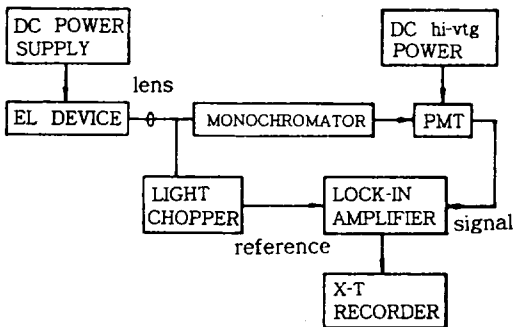 DC POWER
SUPPLY
DC hi-vtg
POWER
lens
EL DEVICE
MONOCHROMATOR
PMT
LIGHT
CHOPPER
LOCK-IN
AMPLIFIER
signal
reference
X-T
RECORDER